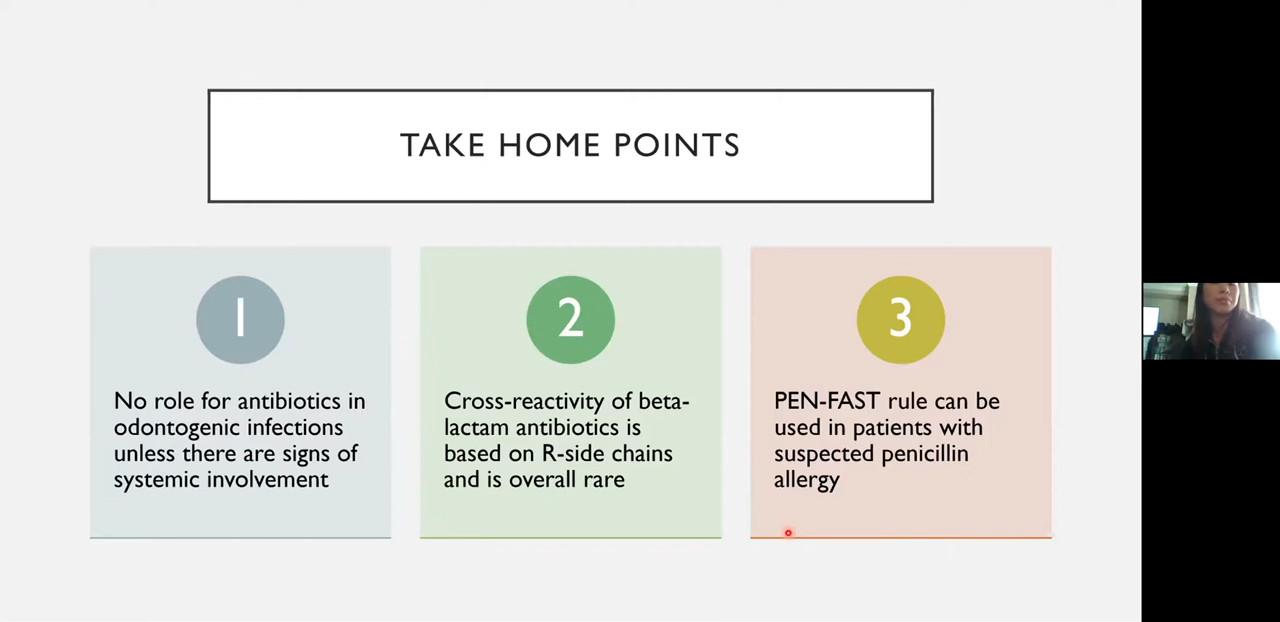 TAKE HOME POINTS
1
No role for antibiotics in
odontogenic infections
unless there are signs of
systemic involvement
2
Cross-reactivity of beta-
lactam antibiotics is
based on R-side chains
and is overall rare
3
PEN-FAST rule can be
used in patients with
suspected penicillin
allergy